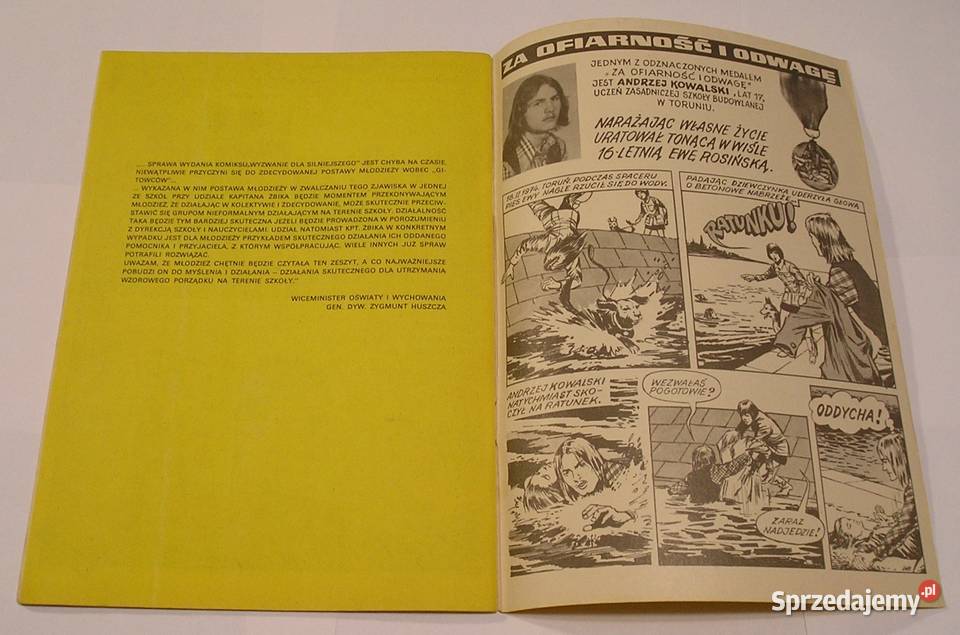 „... SPRAWA WYDANIA KOMIKSU „WYZWANIE DLA SILNIEJSZEGO” JEST CHYBA NA CZASIE,
NIEWĄTPLIWIE PRZYCZYNI SIĘ DO ZDECYDOWANEJ POSTAWY MŁODZIEŻY WOBEC „GI-
TOWCÓW”...
... WYKAZANA W NIM POSTAWA MŁODZIEŻY W ZWALCZANIU TEGO ZJAWISKA W JEDNEJ
ZE SZKÓŁ PRZY UDZIALE KAPITANA ŻBIKA BĘDZIE MOMENTEM PRZEKONYWAJĄCYM
MŁODZIEŻ, ŻE DZIAŁAJĄC W KOLEKTYWIE I ZDECYDOWANIE, MOŻE SKUTECZNIE PRZECIW-
STAWIĆ SIĘ GRUPOM NIEFORMALNYM DZIAŁAJĄCYM NA TERENIE SZKOŁY. DZIAŁALNOŚĆ
TAKA BĘDZIE TYM BARDZIEJ SKUTECZNA JEŻELI BĘDZIE PROWADZONA W POROZUMIENIU
Z DYREKCJĄ SZKOŁY I NAUCZYCIELAMI. UDZIAŁ NATOMIAST KPT. ŻBIKA W KONKRETNYM
WYPADKU JEST DLA MŁODZIEŻY PRZYKŁADEM SKUTECZNEGO DZIAŁANIA ICH ODDANEGO
POMOCNIKA I PRZYJACIELA, Z KTÓRYM WSPÓŁPRACUJĄC, WIELE INNYCH JUŻ SPRAW
POTRAFILI ROZWIĄZAĆ.
UWAŻAM, ŻE MŁODZIEŻ CHĘTNIE BĘDZIE CZYTAŁA TEN ZESZYT, A CO NAJWAŻNIEJSZE
POBUDZI ON DO MYŚLENIA I DZIAŁANIA – DZIAŁANIA SKUTECZNEGO DLA UTRZYMANIA
WZOROWEGO PORZĄDKU NA TERENIE SZKOŁY.”
WICEMINISTER OŚWIATY I WYCHOWANIA
GEN. DYW. ZYGMUNT HUSZCZA
ZA OFIARNOŚĆ I ODWAGĘ
JEDNYM Z ODZNACZONYCH MEDALEM
„ZA OFIARNOŚĆ I ODWAGĘ”
JEST ANDRZEJ KOWALSKI, LAT 17,
UCZEŃ ZASADNICZEJ SZKOŁY BUDOWLANEJ
W TORUNIU.
NARAŻAJĄC WŁASNE ŻYCIE
URATOWAŁ TONĄCĄ W WIŚLE
16-LETNIĄ EWĘ ROSIŃSKĄ.
1974. TORUŃ. PODCZAS SPACERU
PIES EWY NAGLE RZUCIŁ SIĘ DO WODY.
PADAJĄC DZIEWCZYNKA UDERZYŁA GŁOWĄ
O BETONOWE NABRZEŻE.
RATUNKU!
ANDRZEJ KOWALSKI
NATYCHMIAST SKO-
CZYŁ NA RATUNEK.
WEZWAŁAŚ
POGOTOWIE?
ZARAZ
NADJEDZIE!
ODDYCHA!
Sprzedajemy.pl